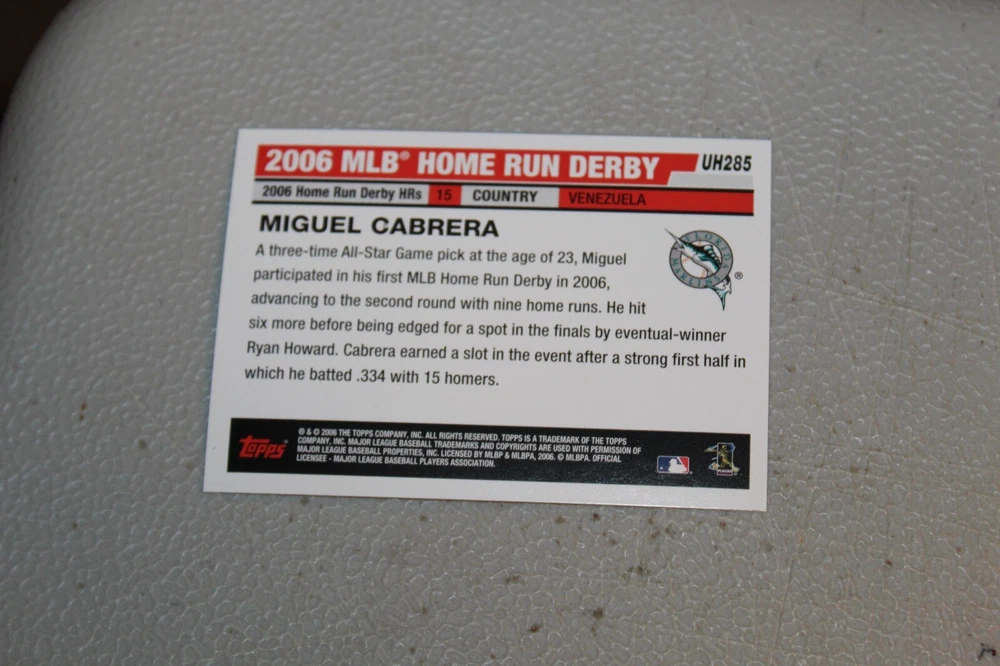 2006 MLB® HOME RUN DERBY UH285
2006 Home Run Derby HRs 15 COUNTRY VENEZUELA
MIGUEL CABRERA
A three-time All-Star Game pick at the age of 23, Miguel
participated in his first MLB Home Run Derby in 2006,
advancing to the second round with nine home runs. He hit
six more before being edged for a spot in the finals by eventual-winner
Ryan Howard. Cabrera earned a slot in the event after a strong first half in
which he batted .334 with 15 homers.
FLORIDA
MARLINS
®
topps®
® & © 2006 THE TOPPS COMPANY, INC. ALL RIGHTS RESERVED. TOPPS IS A TRADEMARK OF THE TOPPS
COMPANY, INC. MAJOR LEAGUE BASEBALL TRADEMARKS AND COPYRIGHTS ARE USED WITH PERMISSION OF
MAJOR LEAGUE BASEBALL PROPERTIES, INC. LICENSED BY MLBP & MLBPA, 2006. © MLBPA. OFFICIAL
LICENSEE - MAJOR LEAGUE BASEBALL PLAYERS ASSOCIATION.